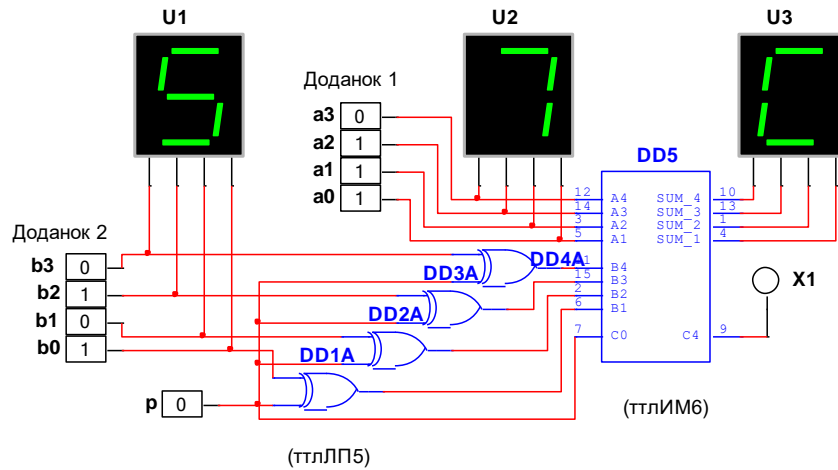 U1
U2
U3
5
7
C
Доданок 1
a3 0
a2 1
a1 1
a0 1
DD5
12 A4 SUM_4 10
14 A3 SUM_3 13
3 A2 SUM_2 1
5 A1 SUM_1 4
Доданок 2
b3 0
b2 1
b1 0
b0 1
DD4A
DD3A
DD2A
DD1A
11 B4
15 B3
2 B2
6 B1
7 C0 C4 9
X1
p 0
(ттлИМ6)
(ттлЛП5)